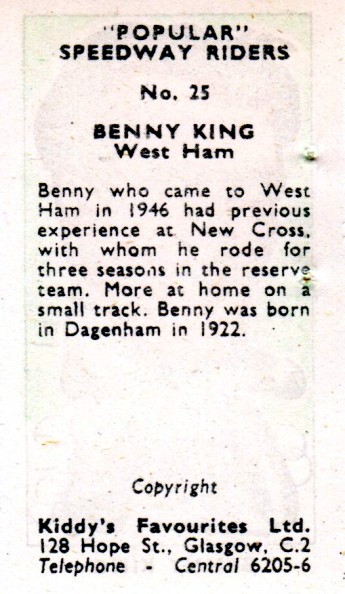 "POPULAR"
SPEEDWAY RIDERS
No. 25
BENNY KING
West Ham
Benny who came to West
Ham in 1946 had previous
experience at New Cross,
with whom he rode for
three seasons in the reserve
team. More at home on a
small track. Benny was born
in Dagenham in 1922.
Copyright
Kiddy's Favourites Ltd.
128 Hope St., Glasgow, C.2
Telephone - Central 6205-6